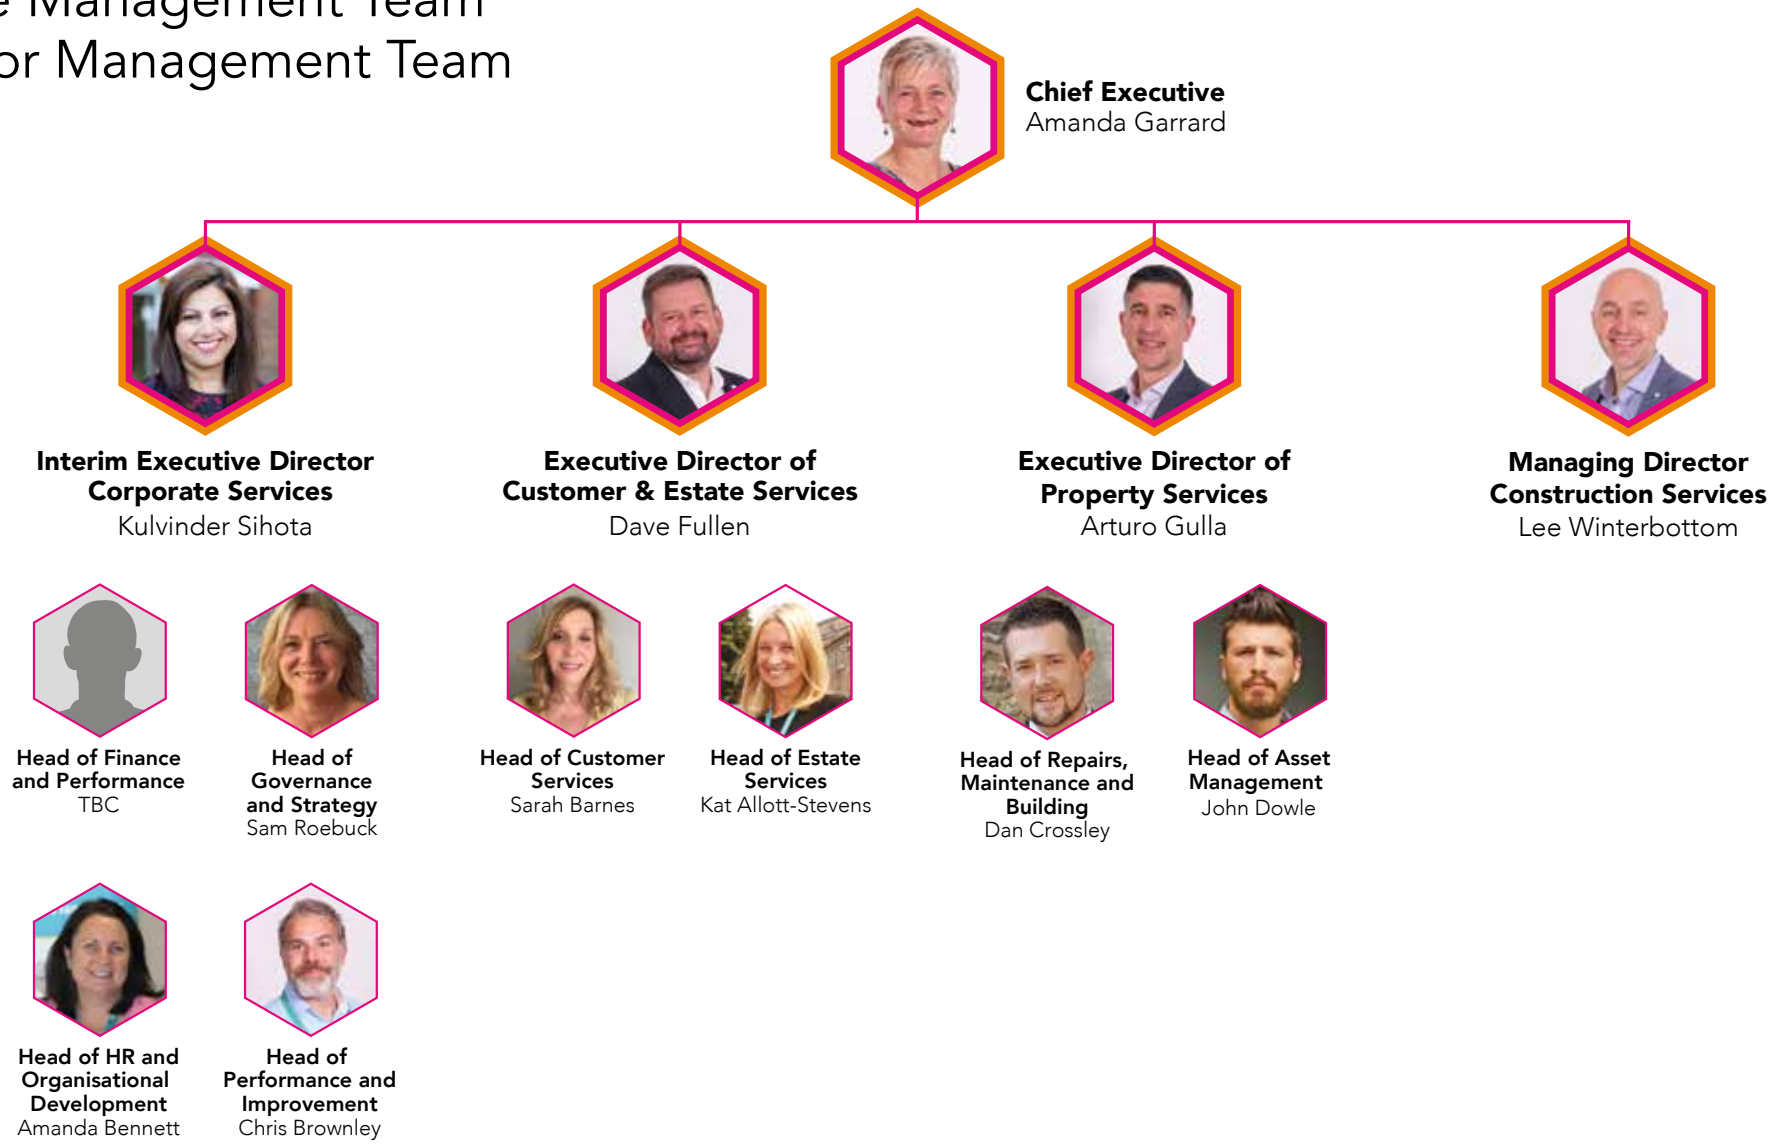 e Management Team
or Management Team
Chief Executive
Amanda Garrard
Interim Executive Director
Corporate Services
Kulvinder Sihota
Executive Director of
Customer & Estate Services
Dave Fullen
Executive Director of
Property Services
Arturo Gulla
Managing Director
Construction Services
Lee Winterbottom
Head of Finance
and Performance
TBC
Head of
Governance
and Strategy
Sam Roebuck
Head of Customer
Services
Sarah Barnes
Head of Estate
Services
Kat Allott-Stevens
Head of Repairs,
Maintenance and
Building
Dan Crossley
Head of Asset
Management
John Dowle
Head of HR and
Organisational
Development
Amanda Bennett
Head of
Performance and
Improvement
Chris Brownley